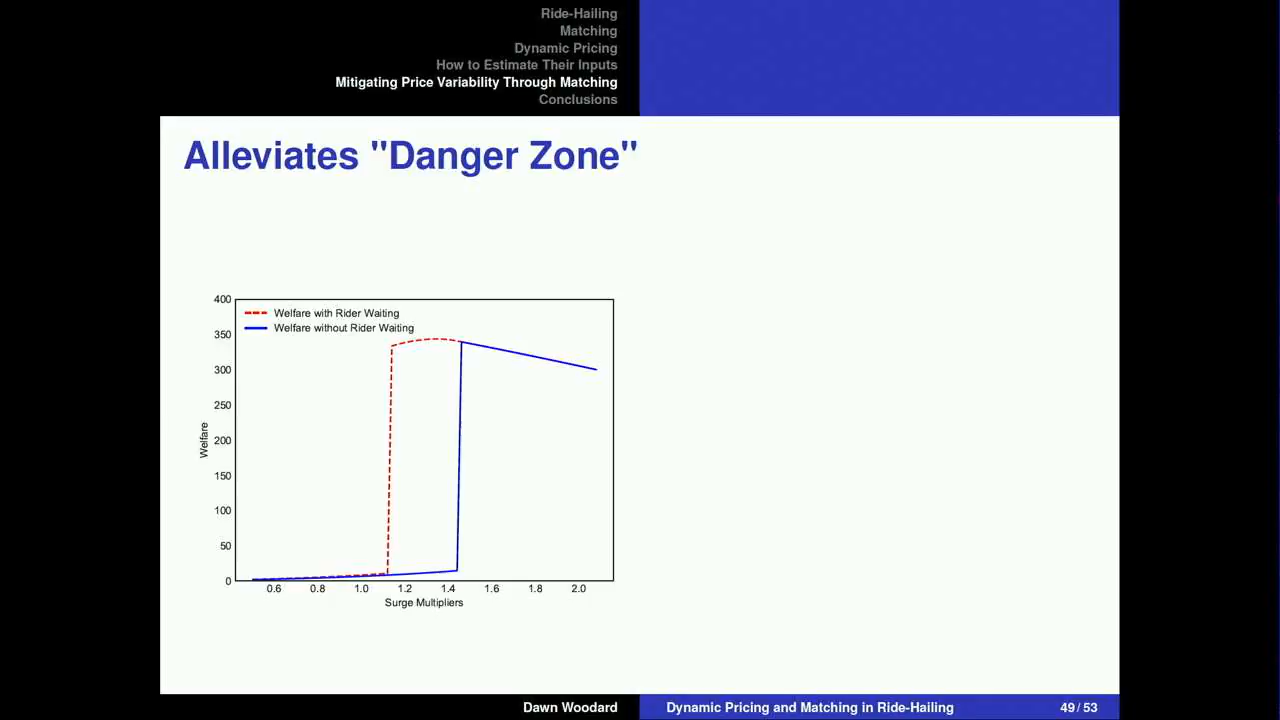 Ride-Hailing
Matching
Dynamic Pricing
How to Estimate Their Inputs
Mitigating Price Variability Through Matching
Conclusions
Alleviates "Danger Zone"
Welfare with Rider Waiting
Welfare without Rider Waiting
400
350
300
250
200
150
100
50
0
Welfare
0.6 0.8 1.0 1.2 1.4 1.6 1.8 2.0
Surge Multipliers
Dawn Woodard
Dynamic Pricing and Matching in Ride-Hailing
49 / 53